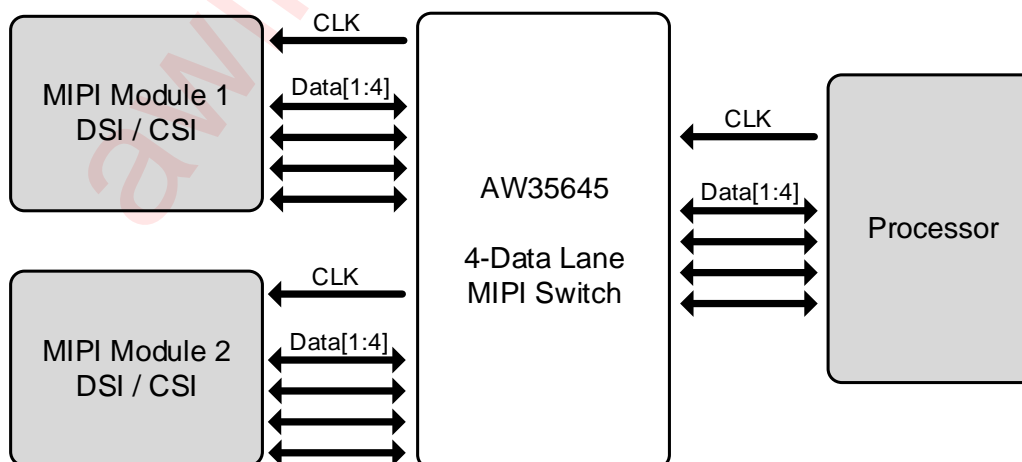 CLK
MIPI Module 1
DSI / CSI
Data[1:4]
AW35645
4-Data Lane
MIPI Switch
CLK
Data[1:4]
Processor
CLK
MIPI Module 2
DSI / CSI
Data[1:4]